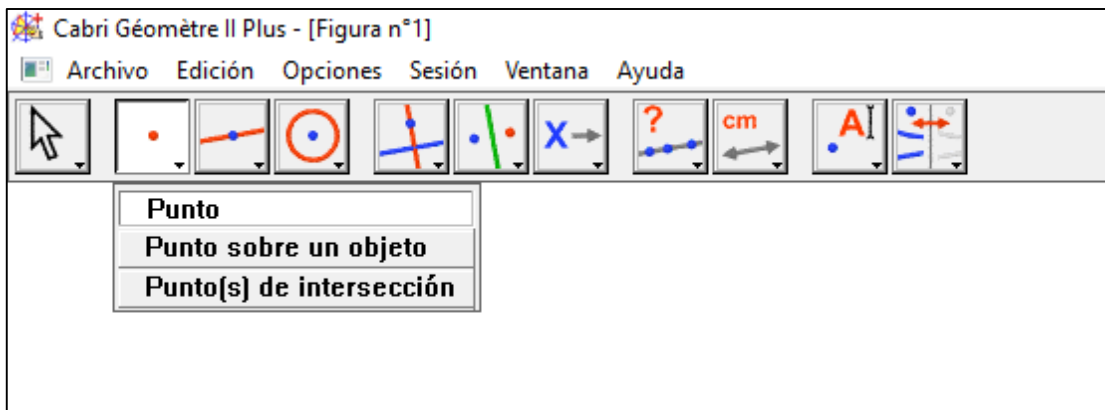 Cabri Géomètre II Plus - [Figura n°1]
Archivo Edición Opciones Sesión Ventana Ayuda
X ? cm A
Punto
Punto sobre un objeto
Punto(s) de intersección